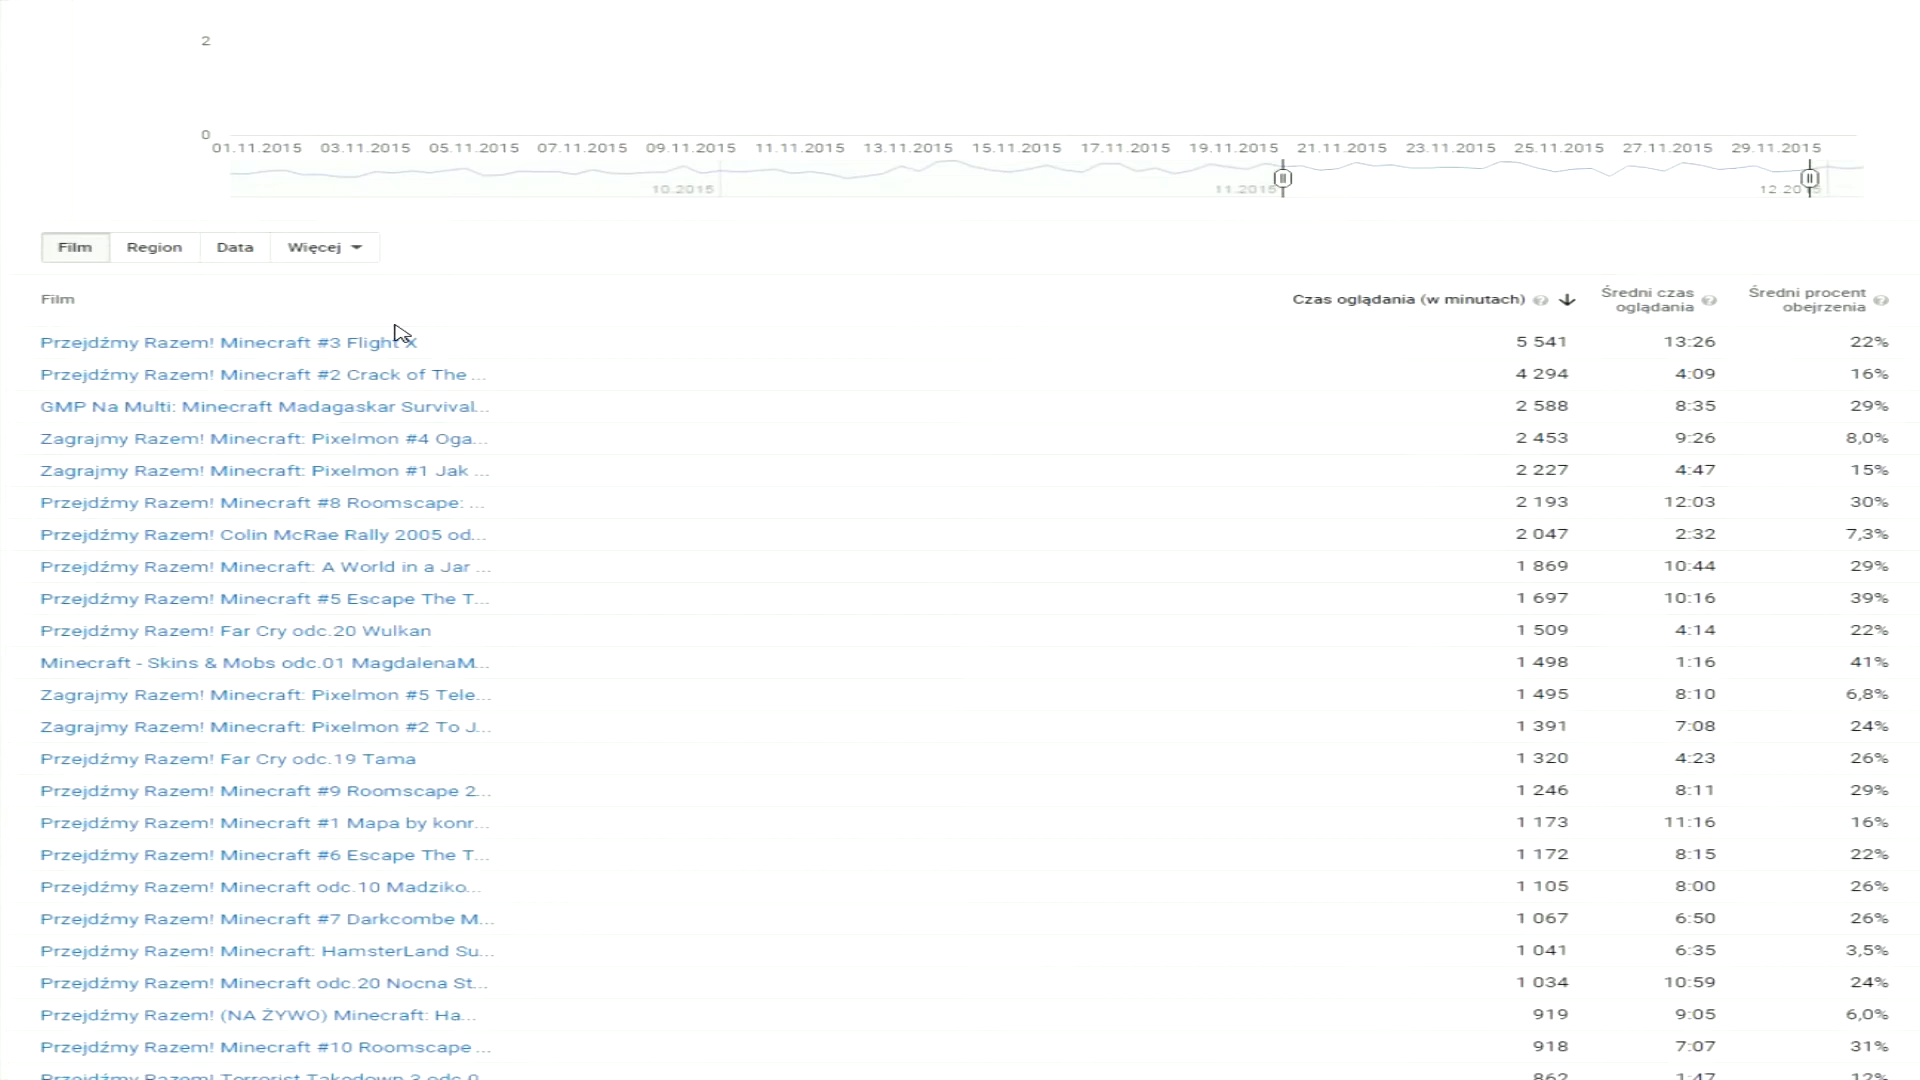 2
0
01.11.2015 03.11.2015 05.11.2015 07.11.2015 09.11.2015 11.11.2015 13.11.2015 15.11.2015 17.11.2015 19.11.2015 21.11.2015 23.11.2015 25.11.2015 27.11.2015 29.11.2015
10.2015 11.2015 12.2015
Film Region Data Więcej
Film Czas oglądania (w minutach) Średni czas oglądania Średni procent obejrzenia
Przejdźmy Razem! Minecraft #3 Flight X 5 541 13:26 22%
Przejdźmy Razem! Minecraft #2 Crack of The ... 4 294 4:09 16%
GMP Na Multi: Minecraft Madagaskar Survival... 2 588 8:35 29%
Zagrajmy Razem! Minecraft: Pixelmon #4 Oga... 2 453 9:26 8,0%
Zagrajmy Razem! Minecraft: Pixelmon #1 Jak ... 2 227 4:47 15%
Przejdźmy Razem! Minecraft #8 Roomscape: ... 2 193 12:03 30%
Przejdźmy Razem! Colin McRae Rally 2005 od... 2 047 2:32 7,3%
Przejdźmy Razem! Minecraft: A World in a Jar ... 1 869 10:44 29%
Przejdźmy Razem! Minecraft #5 Escape The T... 1 697 10:16 39%
Przejdźmy Razem! Far Cry odc.20 Wulkan 1 509 4:14 22%
Minecraft - Skins & Mobs odc.01 MagdalenaM... 1 498 1:16 41%
Zagrajmy Razem! Minecraft: Pixelmon #5 Tele... 1 495 8:10 6,8%
Zagrajmy Razem! Minecraft: Pixelmon #2 To J... 1 391 7:08 24%
Przejdźmy Razem! Far Cry odc.19 Tama 1 320 4:23 26%
Przejdźmy Razem! Minecraft #9 Roomscape 2... 1 246 8:11 29%
Przejdźmy Razem! Minecraft #1 Mapa by konr... 1 173 11:16 16%
Przejdźmy Razem! Minecraft #6 Escape The T... 1 172 8:15 22%
Przejdźmy Razem! Minecraft odc.10 Madziko... 1 105 8:00 26%
Przejdźmy Razem! Minecraft #7 Darkcombe M... 1 067 6:50 26%
Przejdźmy Razem! Minecraft: HamsterLand Su... 1 041 6:35 3,5%
Przejdźmy Razem! Minecraft odc.20 Nocna St... 1 034 10:59 24%
Przejdźmy Razem! (NA ŻYWO) Minecraft: Ha... 919 9:05 6,0%
Przejdźmy Razem! Minecraft #10 Roomscape ... 918 7:07 31%
Przejdźmy Razem! Terrorist Takedown 3 odc.0... 862 1:47 12%